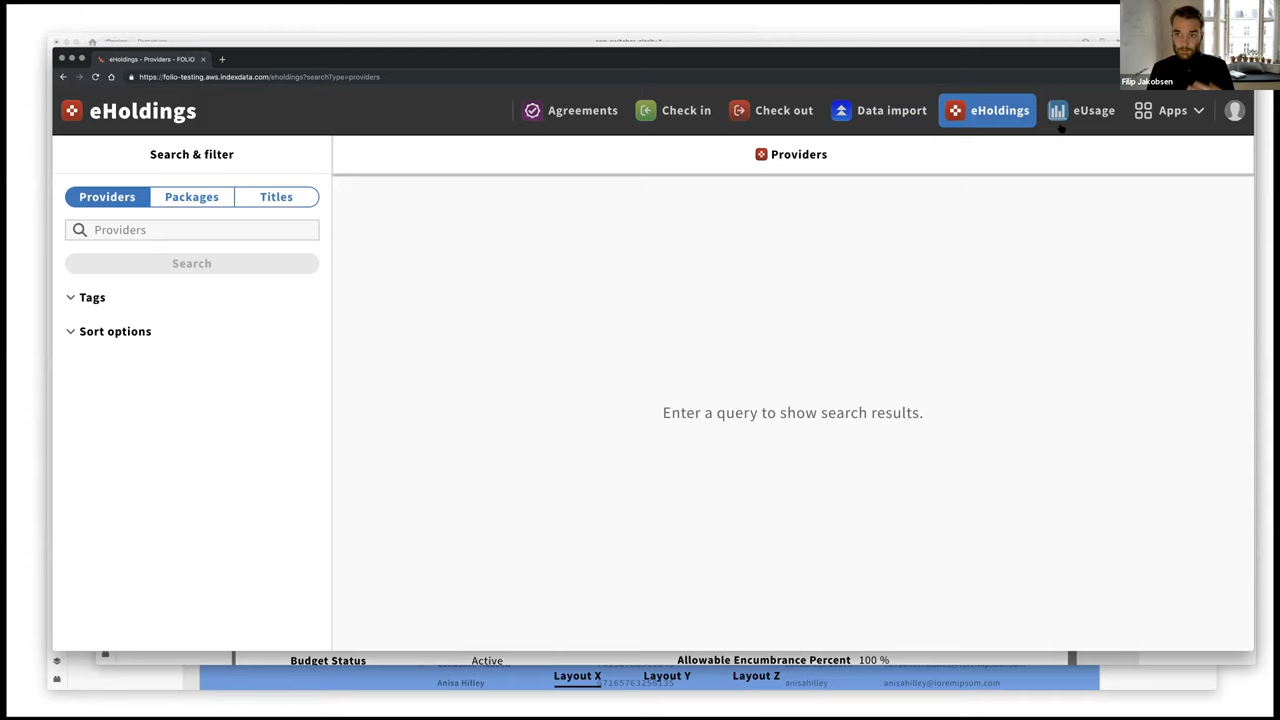 eHoldings - Providers - FOLIO
https://folio-testing.aws.indexdata.com/eholdings?searchType=providers
Filip Jakobsen
eHoldings
Agreements
Check in
Check out
Data import
eHoldings
eUsage
Apps
Search & filter
Providers
Providers
Packages
Titles
Providers
Search
Tags
Sort options
Enter a query to show search results.
Budget Status
Active
Allowable Encumbrance Percent
100 %
Anisa Hilley
Layout X
Layout Y
Layout Z
anisahilley
anisahilley@loremipsum.com